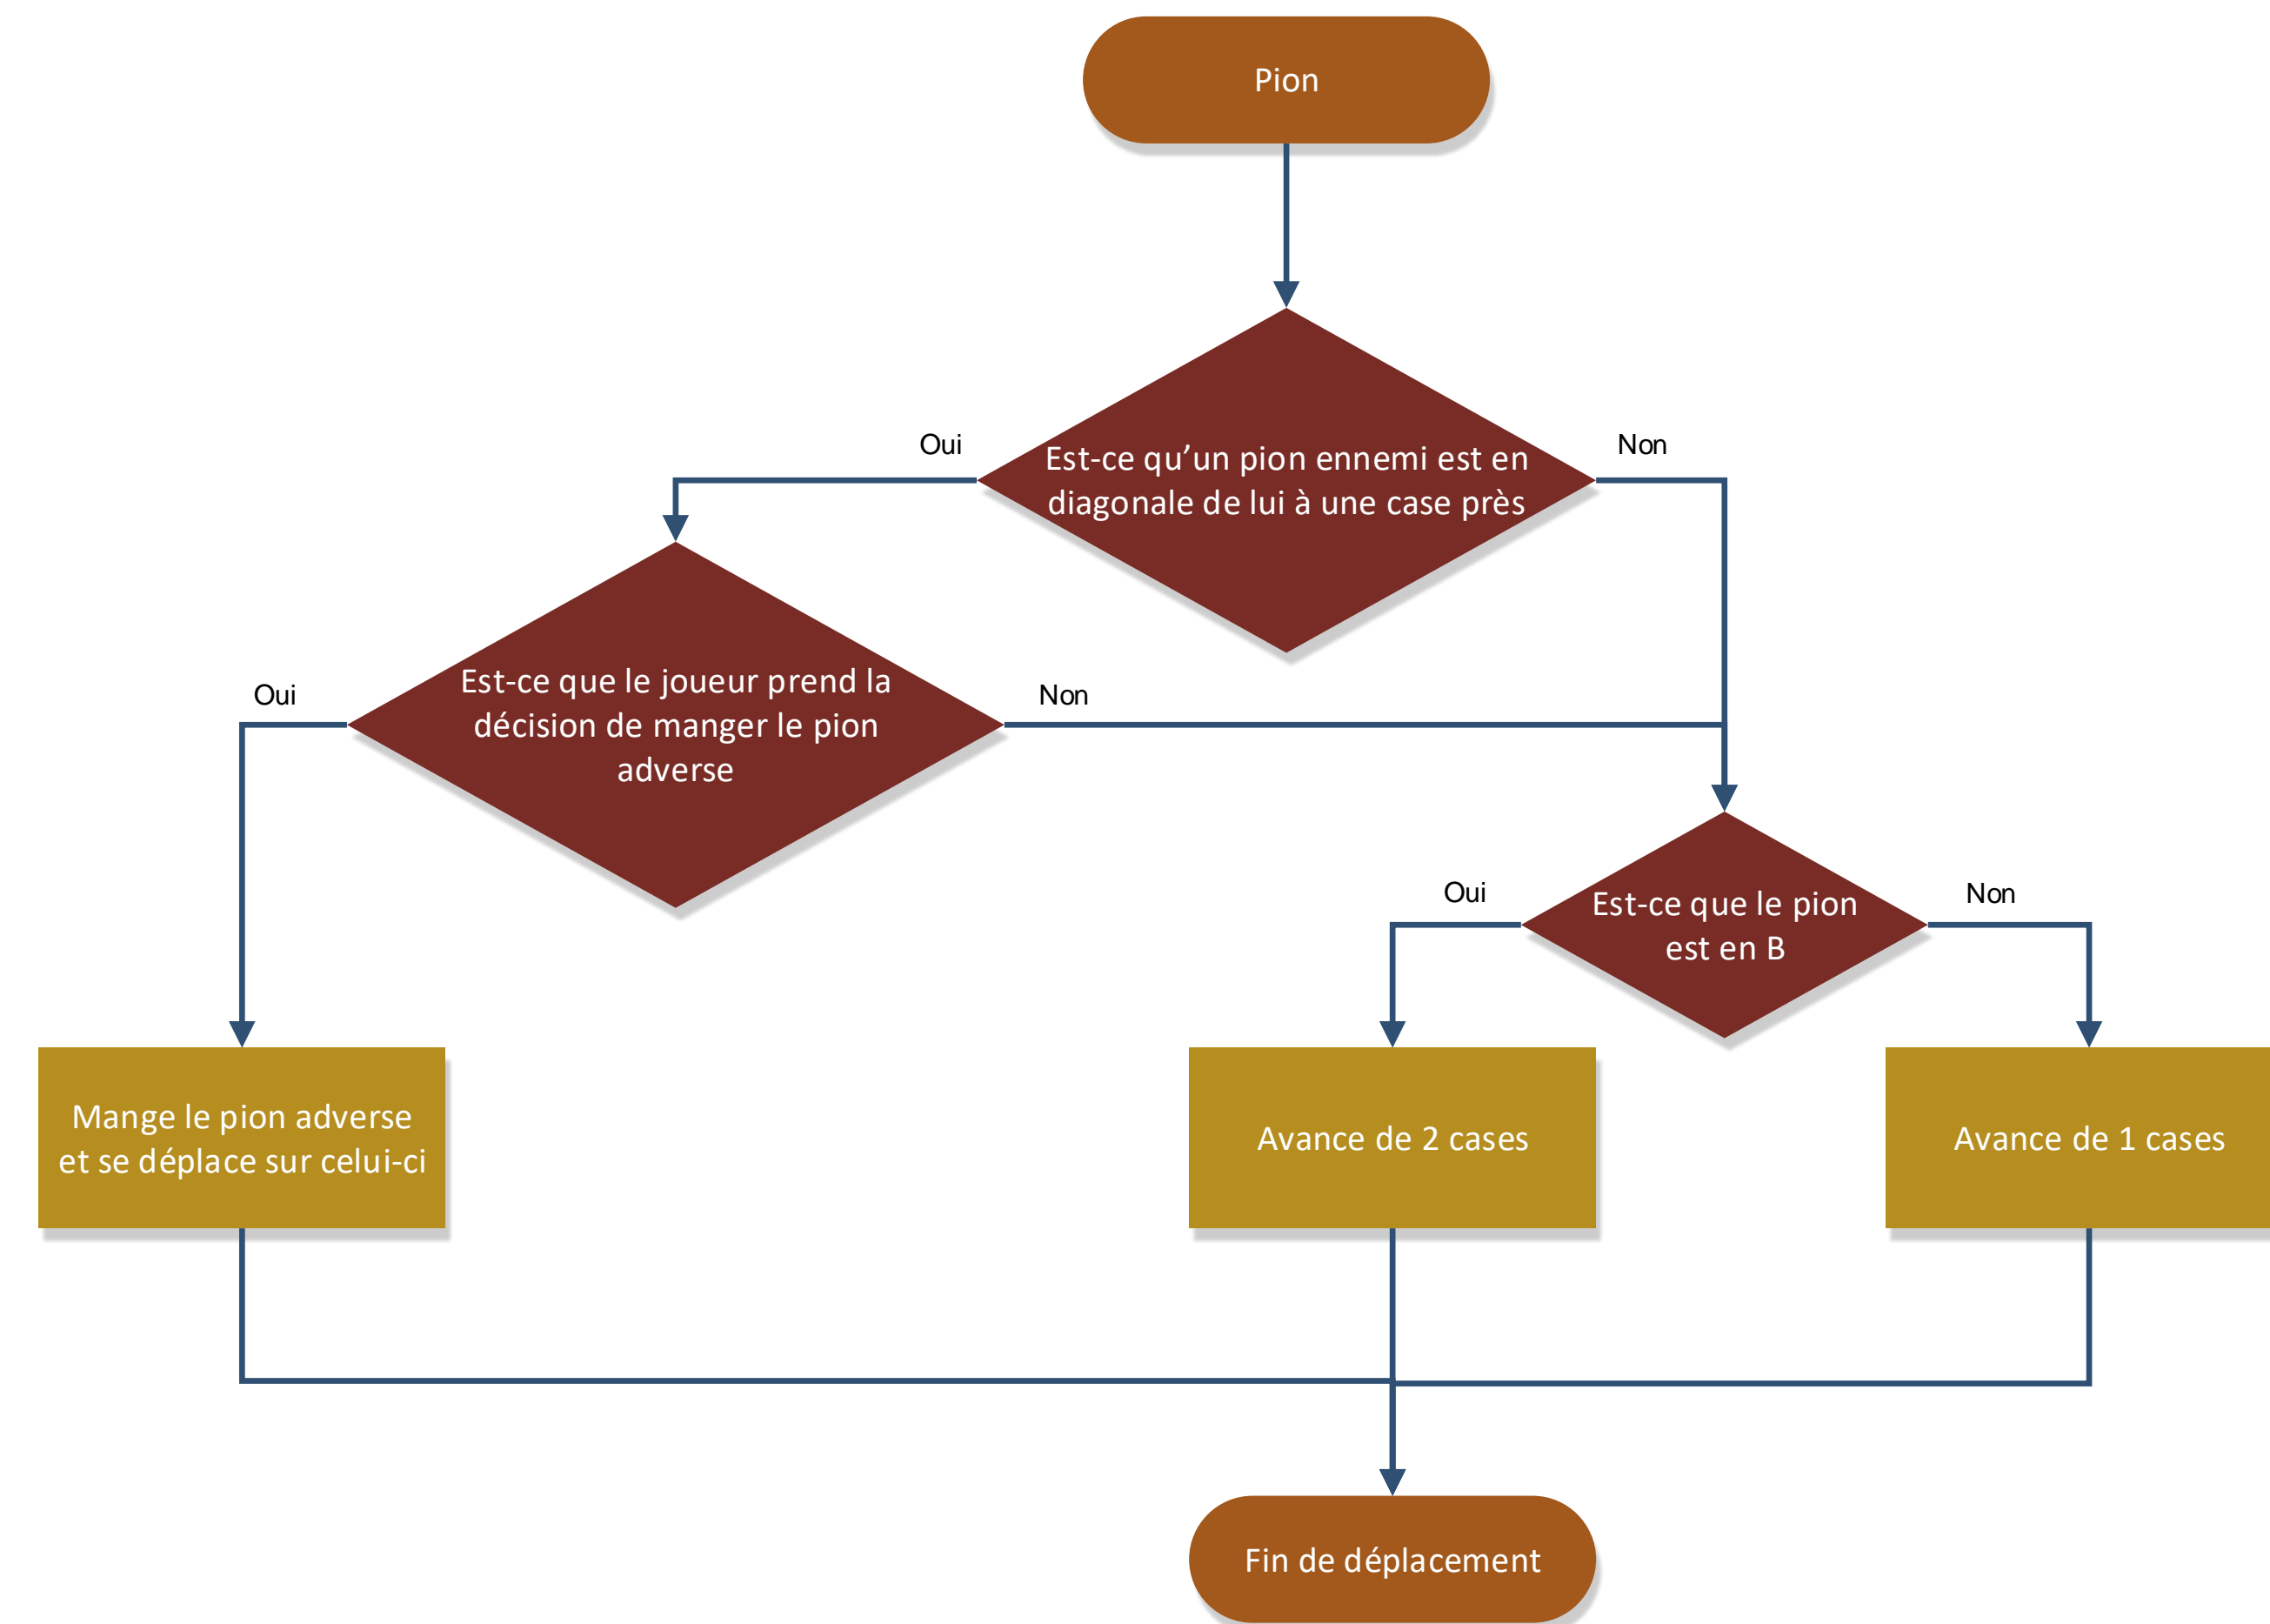 Pion
Oui
Non
Est-ce qu’un pion ennemi est en
diagonale de lui à une case près
Oui
Non
Est-ce que le joueur prend la
décision de manger le pion
adverse
Oui
Non
Est-ce que le pion
est en B
Mange le pion adverse
et se déplace sur celui-ci
Avance de 2 cases
Avance de 1 cases
Fin de déplacement